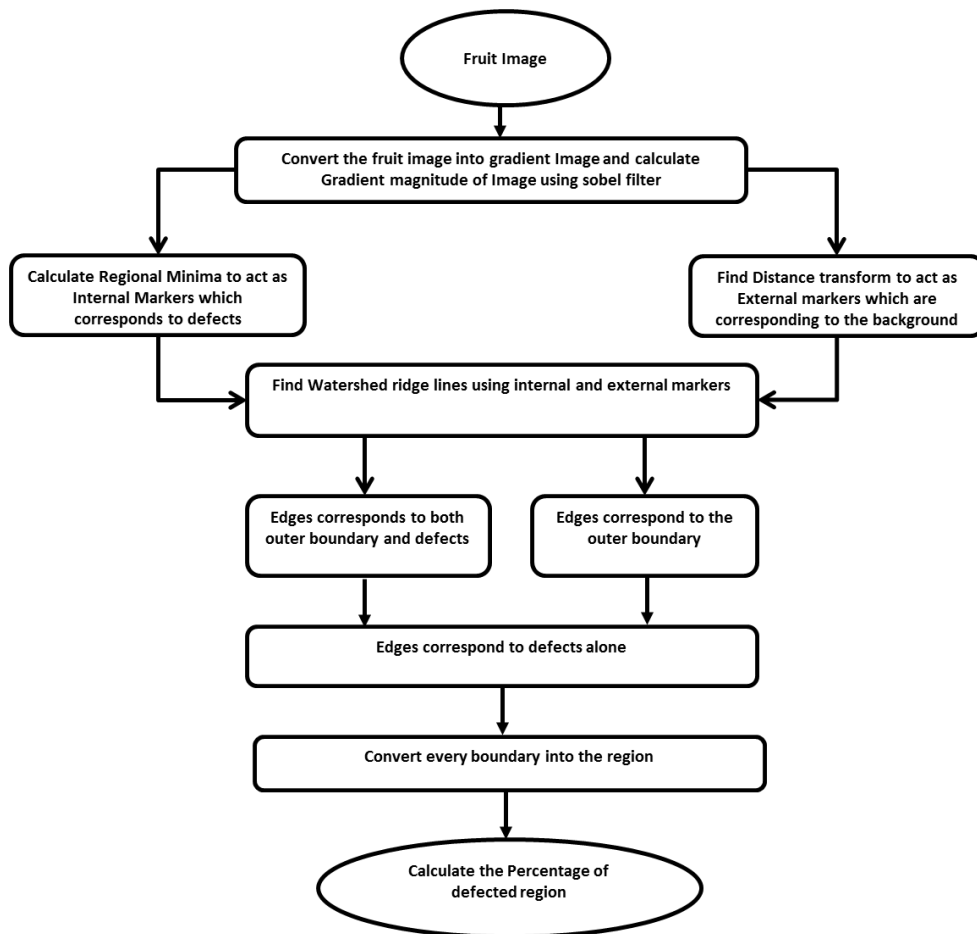 Fruit Image
Convert the fruit image into gradient Image and calculate
Gradient magnitude of Image using sobel filter
Calculate Regional Minima to act as
Internal Markers which
corresponds to defects
Find Distance transform to act as
External markers which are
corresponding to the background
Find Watershed ridge lines using internal and external markers
Edges corresponds to both
outer boundary and defects
Edges correspond to the
outer boundary
Edges correspond to defects alone
Convert every boundary into the region
Calculate the Percentage of
defected region